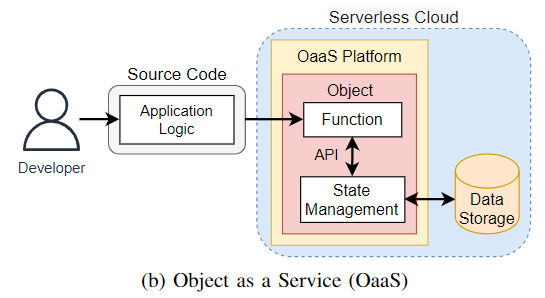 Serverless Cloud
OaaS Platform
Source Code
Object
Application
Logic
Function
Developer
API
State
Management
Data
Storage
(b) Object as a Service (OaaS)